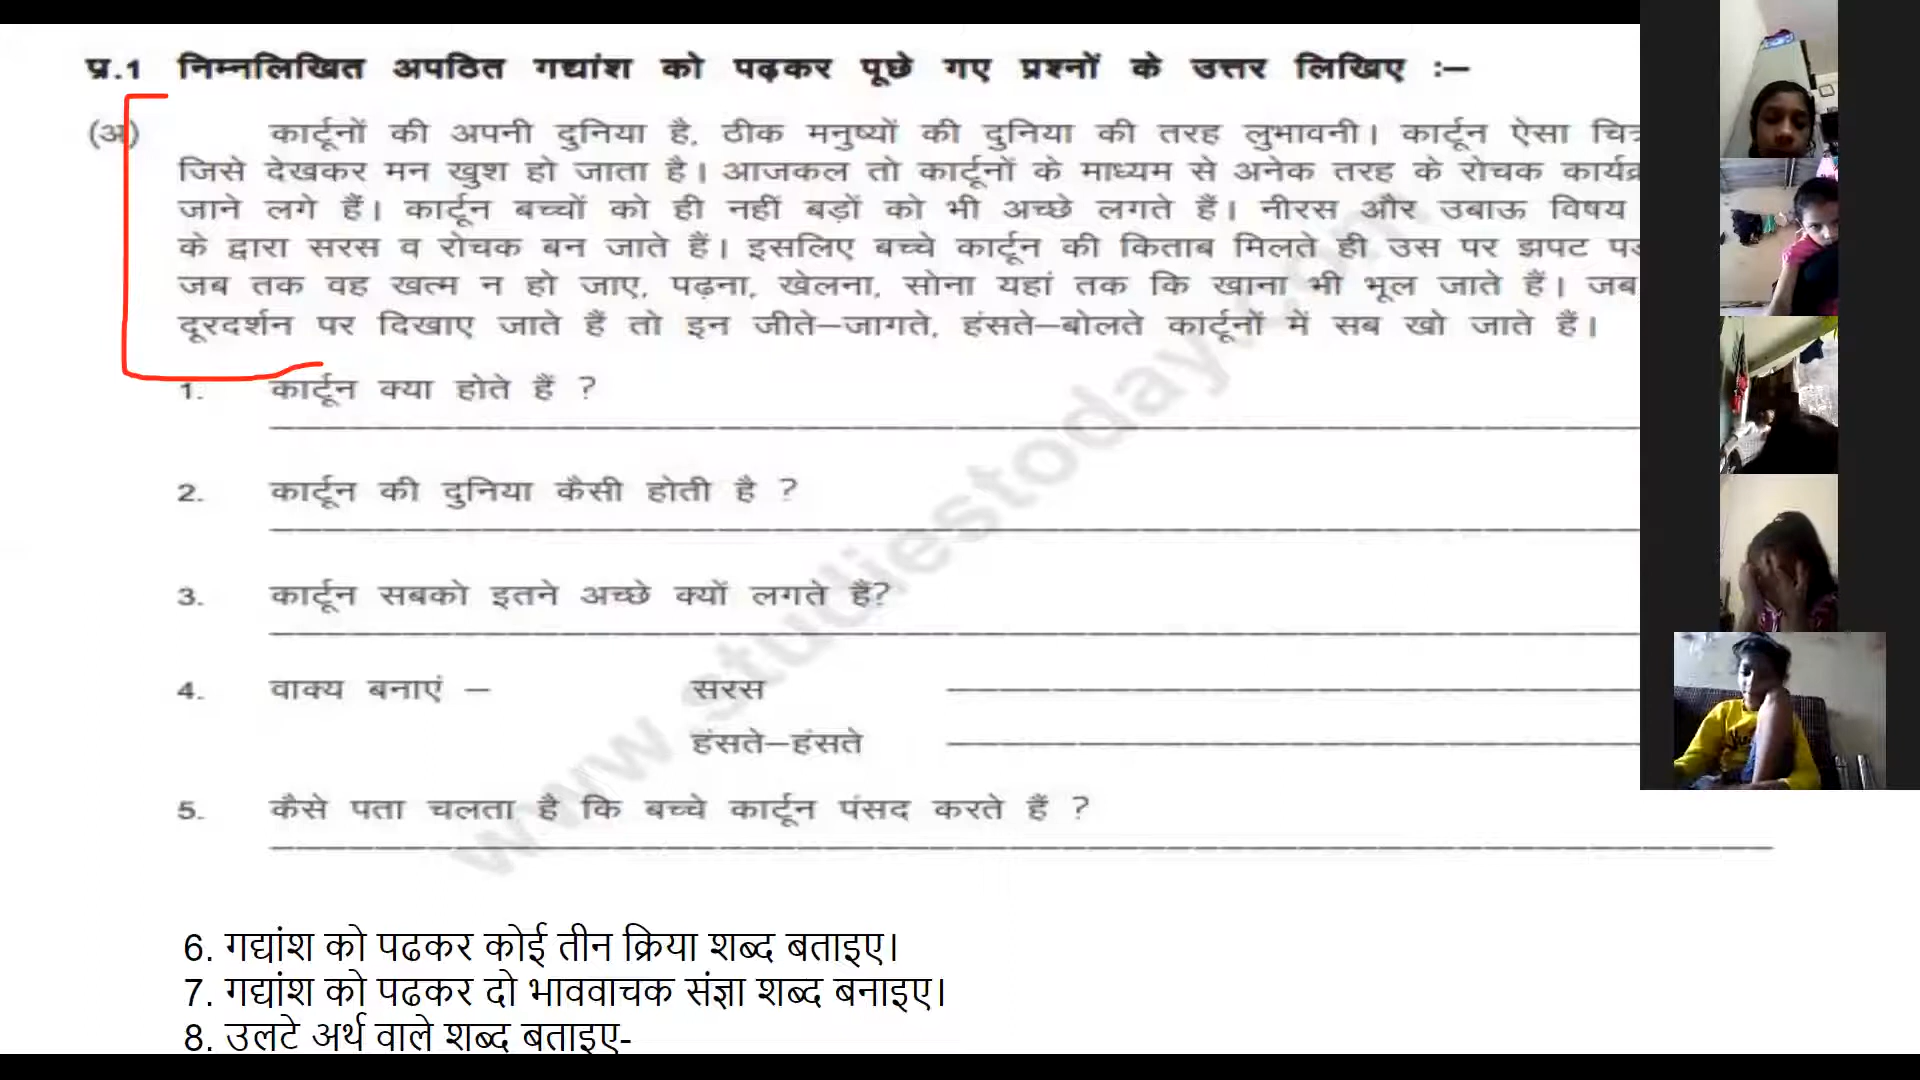 प्र.1 निम्नलिखित अपठित गद्यांश को पढ़कर पूछे गए प्रश्नों के उत्तर लिखिए :—
(अ) कार्टूनों की अपनी दुनिया है, ठीक मनुष्यों की दुनिया की तरह लुभावनी। कार्टून ऐसा
जिसे देखकर मन खुश हो जाता है। आजकल तो कार्टूनों के माध्यम से अनेक तरह के रोचक
जाने लगे हैं। कार्टून बच्चों को ही नहीं बड़ों को भी अच्छे लगते हैं। नीरस और उबाऊ विषय
के द्वारा सरस व रोचक बन जाते हैं। इसलिए बच्चे कार्टून की किताब मिलते ही उस पर झपट
जब तक वह खत्म न हो जाए, पढ़ना, खेलना, सोना यहां तक कि खाना भी भूल जाते हैं। जब
दूरदर्शन पर दिखाए जाते हैं तो इन जीते–जागते, हंसते–बोलते कार्टूनों में सब खो जाते हैं।
1. कार्टून क्या होते हैं ?
2. कार्टून की दुनिया कैसी होती है ?
3. कार्टून सबको इतने अच्छे क्यों लगते हैं?
4. वाक्य बनाएं – सरस
हंसते–हंसते
5. कैसे पता चलता है कि बच्चे कार्टून पंसद करते हैं ?
6. गद्यांश को पढकर कोई तीन क्रिया शब्द बताइए।
7. गद्यांश को पढकर दो भाववाचक संज्ञा शब्द बनाइए।
8. उलटे अर्थ वाले शब्द बताइए-
www.studiestoday.com